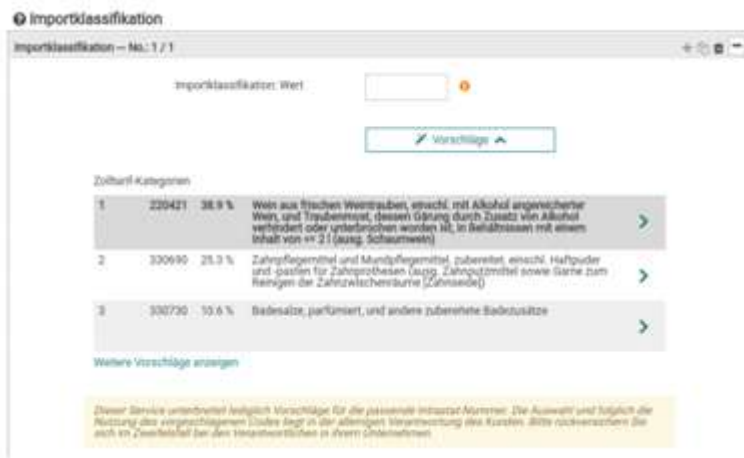 Importklassifikation
Importklassifikation — No.: 1 / 1
Importklassifikation: Wert
Vorschläge
Zolltarif-Kategorien
1 220421 38.9 % Wein aus frischen Weintrauben, einschl. mit Alkohol angereicherter
Wein, und Traubenmost, dessen Gärung durch Zusatz von Alkohol
verhindert oder unterbrochen worden ist, in Behältnissen mit einem
Inhalt von <= 2 l (ausg. Schaumwein)
2 330690 25.3 % Zahnpflegemittel und Mundpflegemittel, zubereitet, einschl. Haftpuder
und -pasten für Zahnprothesen (ausg. Zahnputzmittel sowie Garne zum
Reinigen der Zahnzwischenräume [Zahnseide])
3 330730 10.6 % Badesalze, parfümiert, und andere zubereitete Badezusätze
Weitere Vorschläge anzeigen
Dieser Service unterbreitet lediglich Vorschläge für die passende Intrastat Nummer. Die Auswahl und folglich die
Nutzung des vorgeschlagenen Codes liegt in der alleinigen Verantwortung des Kunden. Bitte rückversichern Sie
sich im Zweifelsfall bei den Verantwortlichen in Ihrem Unternehmen.